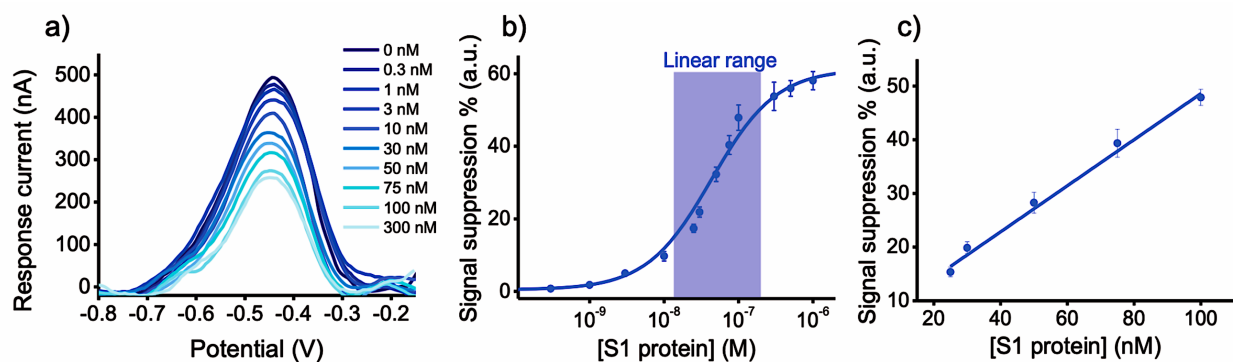 a)
Response current (nA)
500
400
300
200
100
0
-0.8
-0.7
-0.6
-0.5
-0.4
-0.3
-0.2
Potential (V)
0 nM
0.3 nM
1 nM
3 nM
10 nM
30 nM
50 nM
75 nM
100 nM
300 nM
b)
Signal suppression % (a.u.)
60
40
20
0
Linear range
10⁻⁹
10⁻⁸
10⁻⁷
10⁻⁶
[S1 protein] (M)
c)
Signal suppression % (a.u.)
50
40
30
20
10
20
40
60
80
100
[S1 protein] (nM)